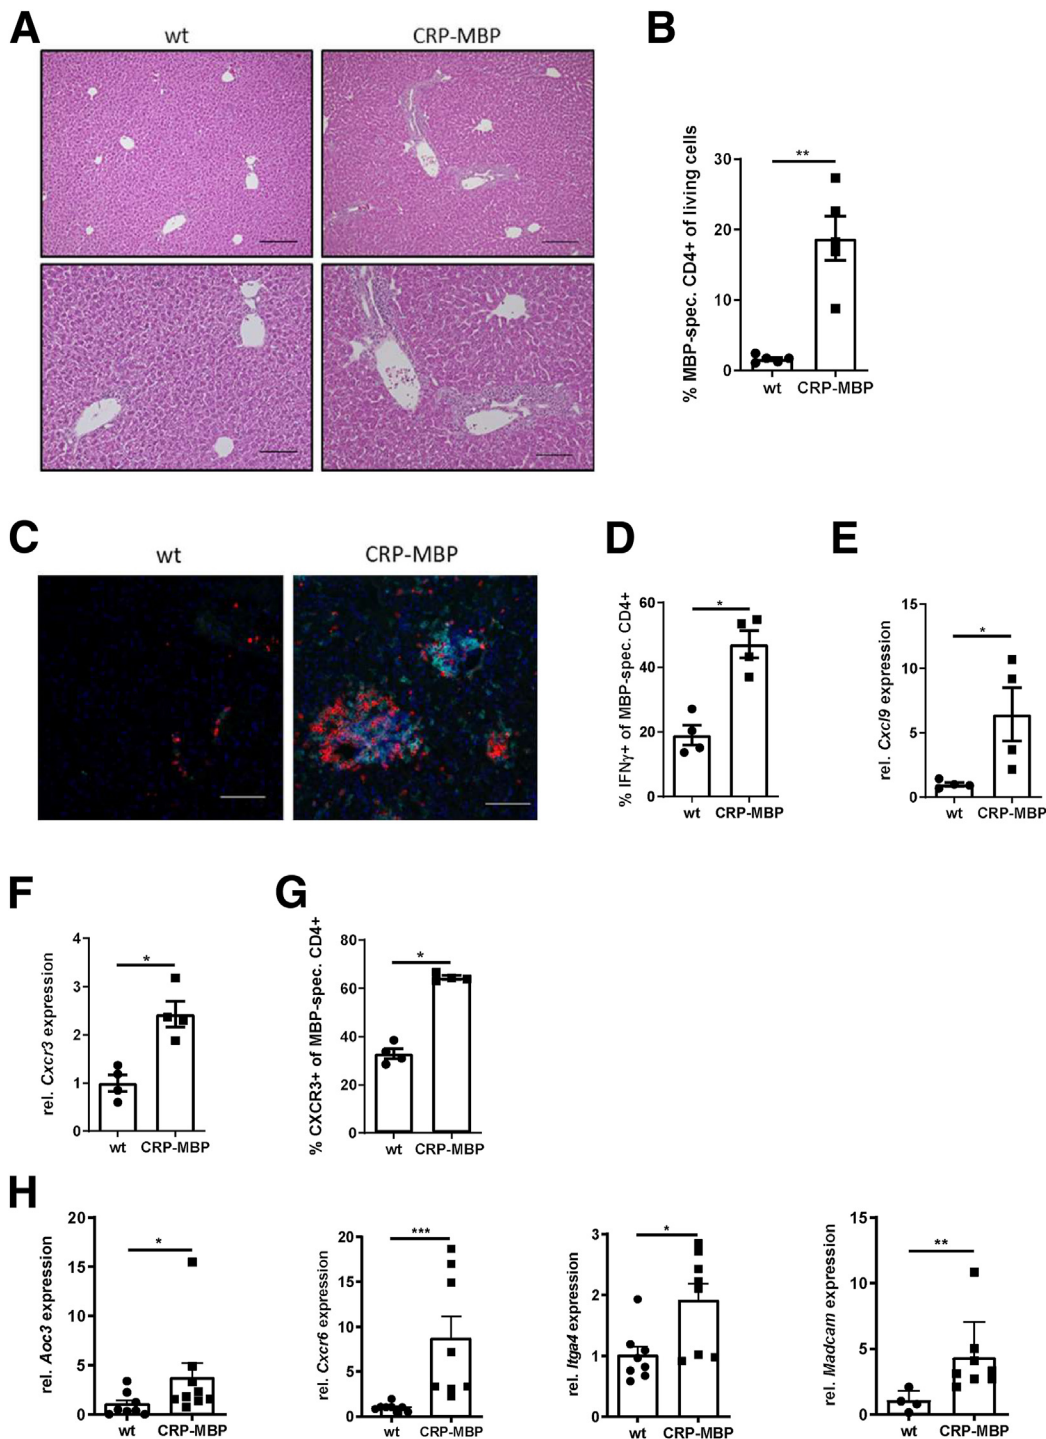 A
wt
CRP-MBP
B
% MBP-spec. CD4+ of living cells
30
20
10
0
**
wt
CRP-MBP
C
wt
CRP-MBP
D
% IFNγ+ of MBP-spec. CD4+
60
40
20
0
*
wt
CRP-MBP
E
rel. Cxcl9 expression
15
10
5
0
*
wt
CRP-MBP
F
rel. Cxcr3 expression
4
3
2
1
0
*
wt
CRP-MBP
G
% CXCR3+ of MBP-spec. CD4+
80
60
40
20
0
*
wt
CRP-MBP
H
rel. Aoc3 expression
20
15
10
5
0
*
wt
CRP-MBP
rel. Cxcr6 expression
20
15
10
5
0
***
wt
CRP-MBP
rel. Itga4 expression
3
2
1
0
*
wt
CRP-MBP
rel. Madcam expression
15
10
5
0
**
wt
CRP-MBP